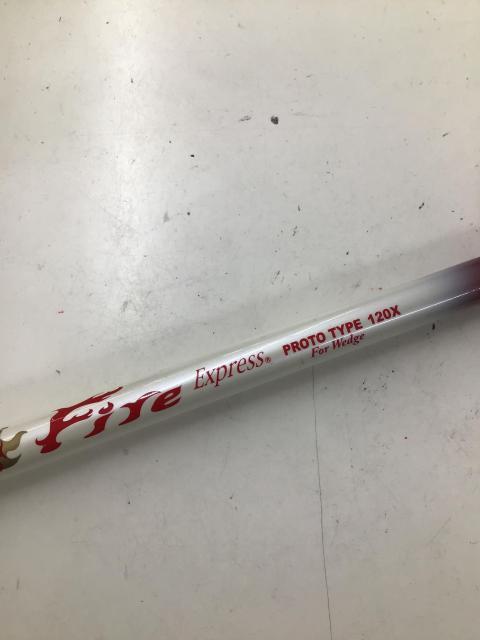 Fire Express® PROTO TYPE 120X
For Wedge